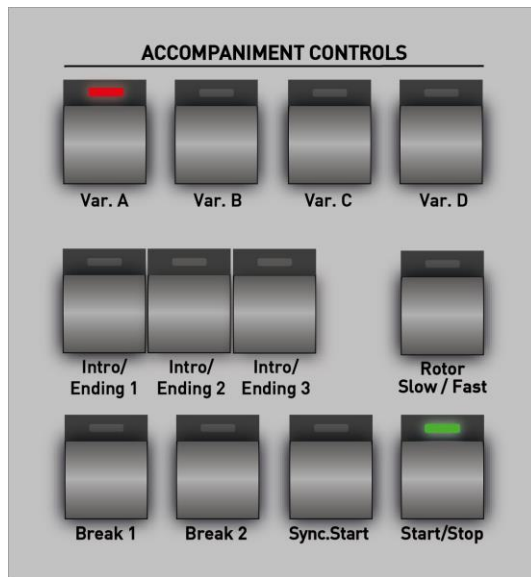 ACCOMPANIMENT CONTROLS
Var. A Var. B Var. C Var. D
Intro/ Intro/ Intro/ Rotor
Ending 1 Ending 2 Ending 3 Slow / Fast
Break 1 Break 2 Sync.Start Start/Stop